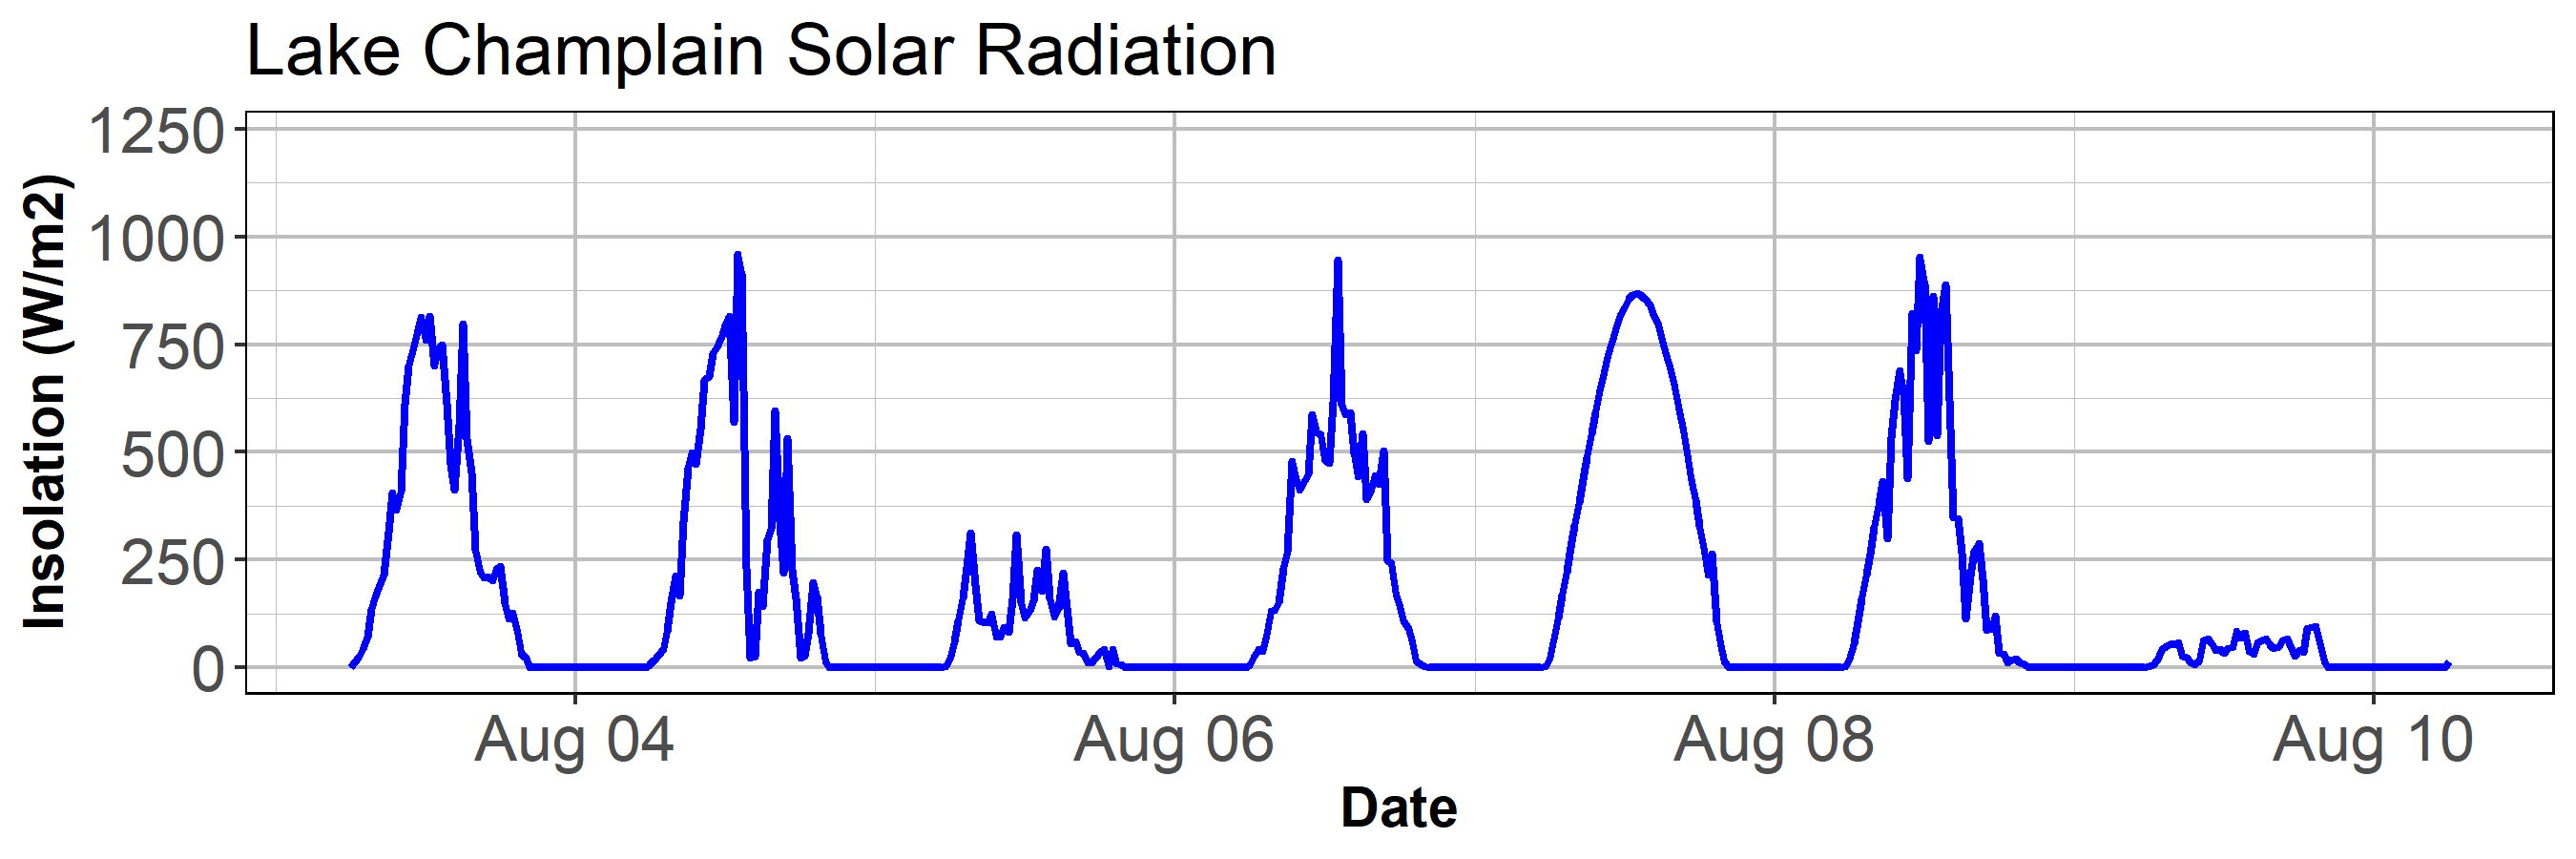 Lake Champlain Solar Radiation
Insolation (W/m2)
1250
1000
750
500
250
0
Aug 04
Aug 06
Aug 08
Aug 10
Date